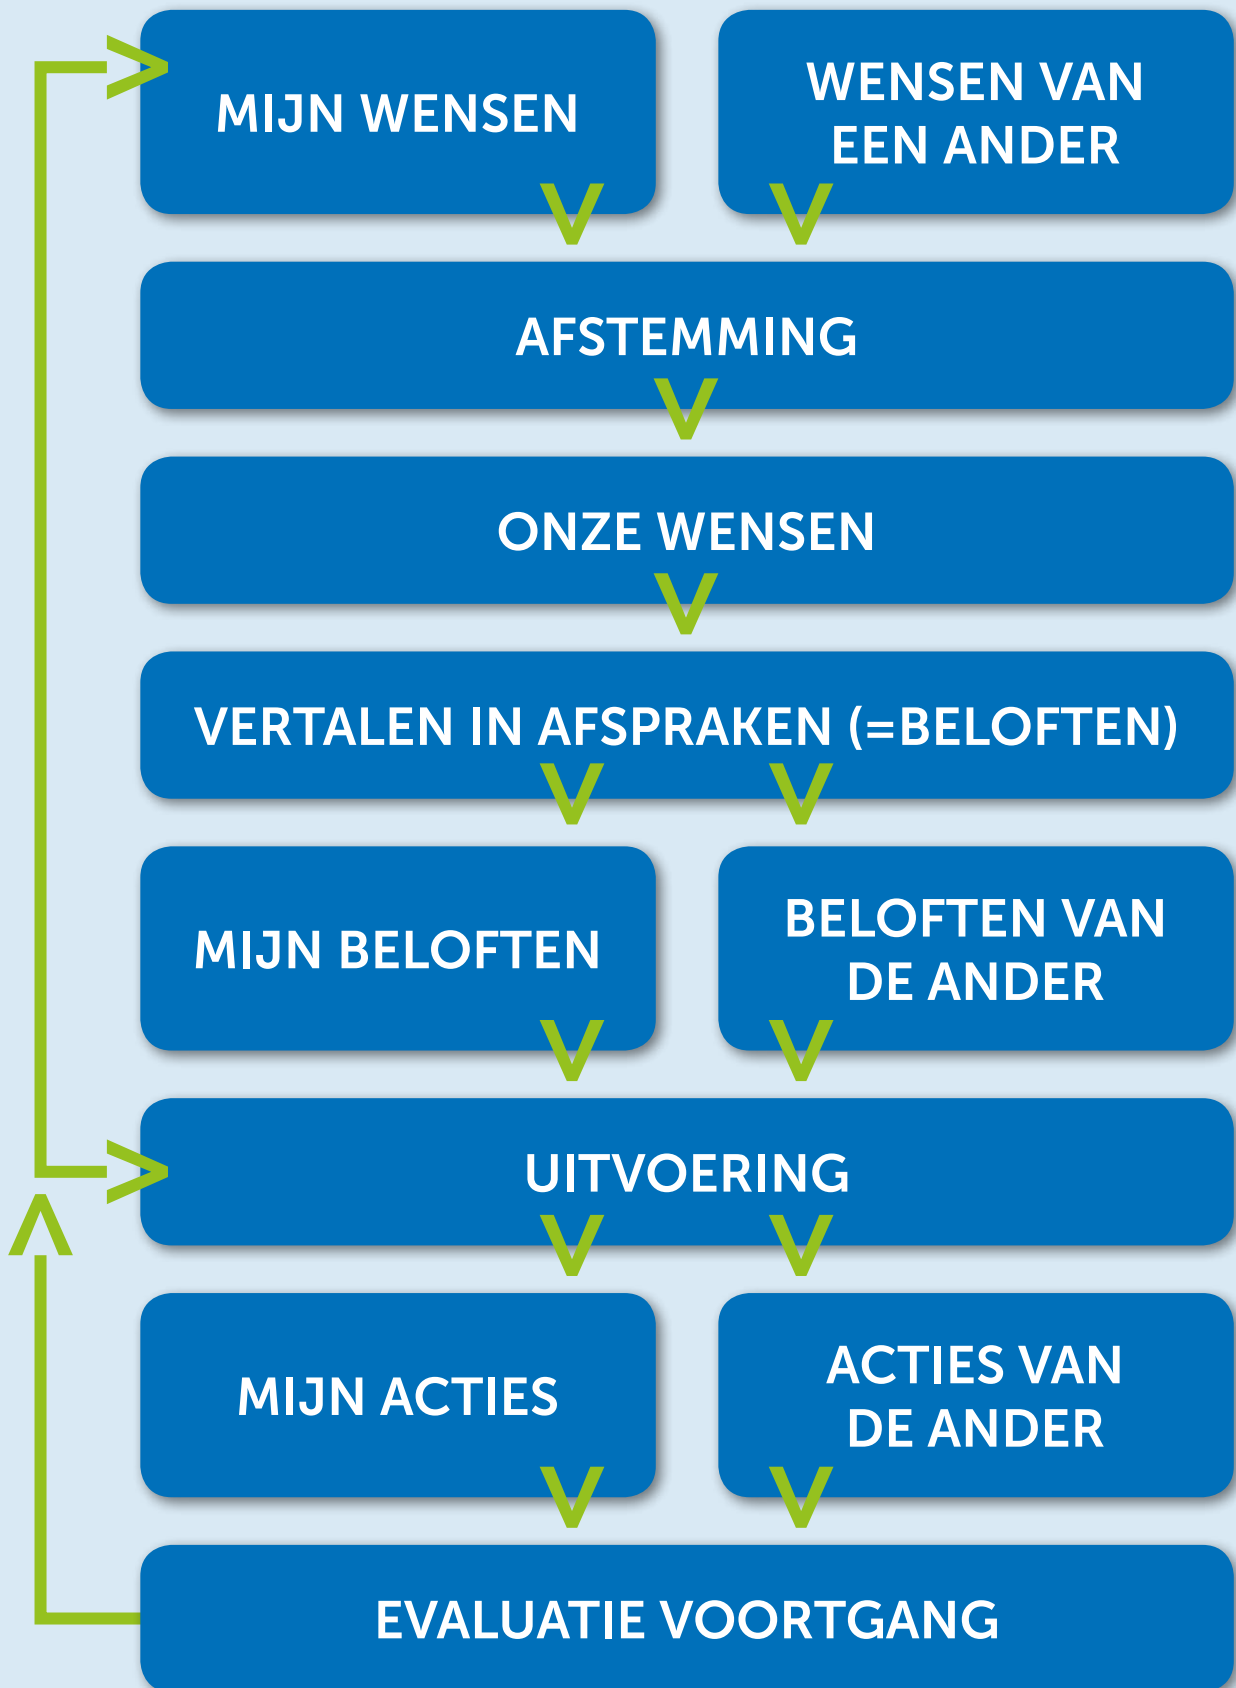 MIJN WENSEN
WENSEN VAN
EEN ANDER
AFSTEMMING
ONZE WENSEN
VERTALEN IN AFSPRAKEN (=BELOFTEN)
MIJN BELOFTEN
BELOFTEN VAN
DE ANDER
UITVOERING
MIJN ACTIES
ACTIES VAN
DE ANDER
EVALUATIE VOORTGANG